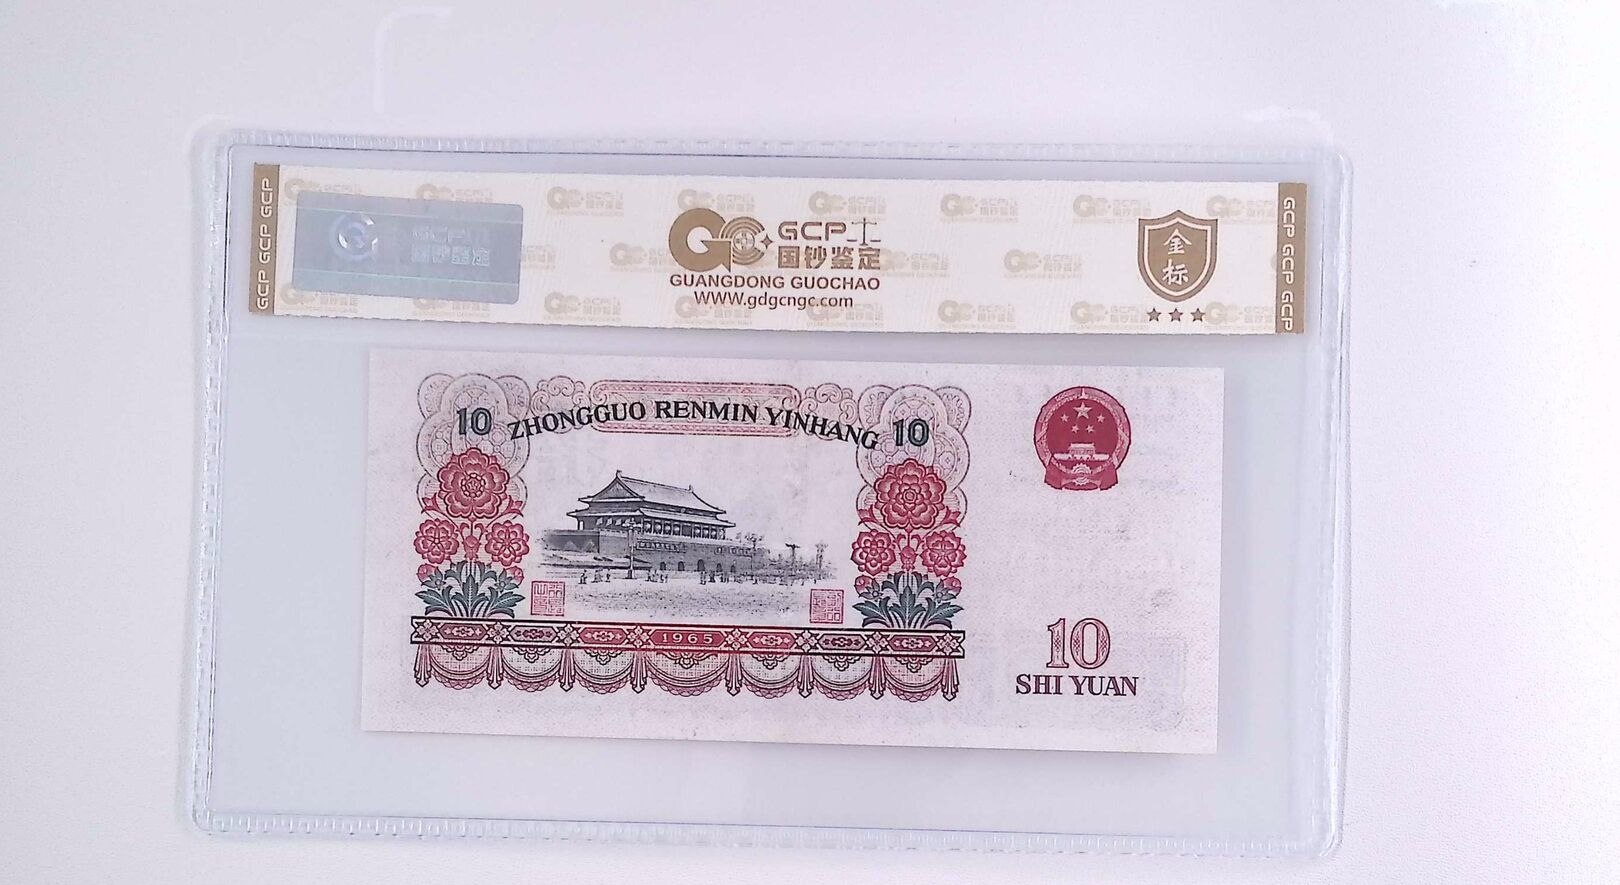 GCP GCP GCP
GCP
国钞鉴定
GUANGDONG GUOCHAO
WWW.gdgcngc.com
金标
GCP GCP GCP
10 ZHONGGUO RENMIN YINHANG 10
1965
10
SHI YUAN